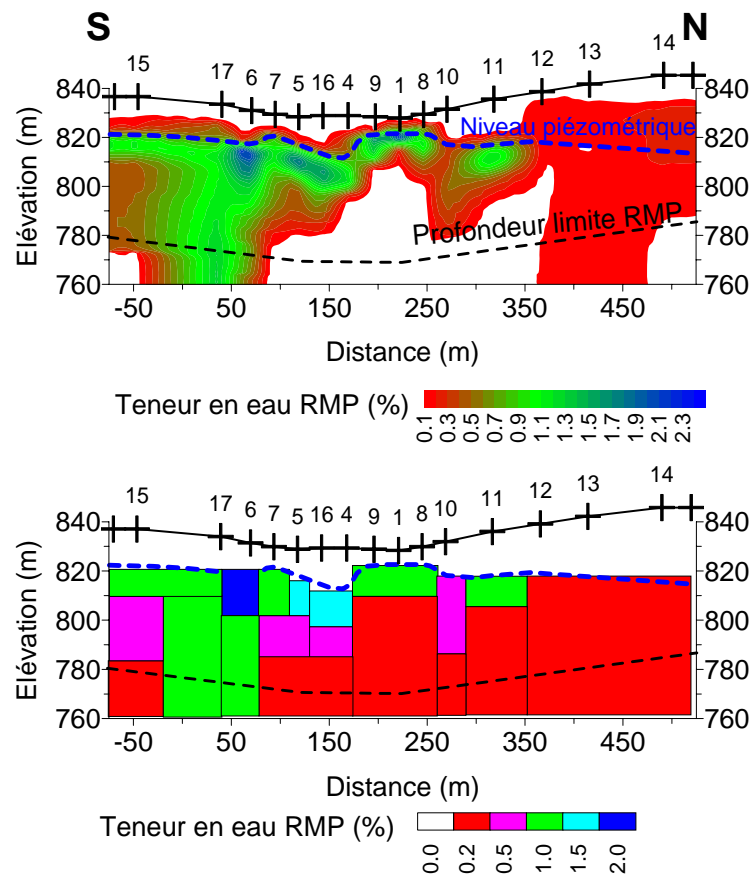 S N
15 17 6 7 5 16 4 9 1 8 10 11 12 13 14
840 840
820 820
800 800
780 780
760 760
Elévation (m)
Niveau piézométrique
Profondeur limite RMP
-50 50 150 250 350 450
Distance (m)
Teneur en eau RMP (%)
0.1 0.3 0.5 0.7 0.9 1.1 1.3 1.5 1.7 1.9 2.1 2.3
15 17 6 7 5 16 4 9 1 8 10 11 12 13 14
840 840
820 820
800 800
780 780
760 760
Elévation (m)
-50 50 150 250 350 450
Distance (m)
Teneur en eau RMP (%)
0.0 0.2 0.5 1.0 1.5 2.0